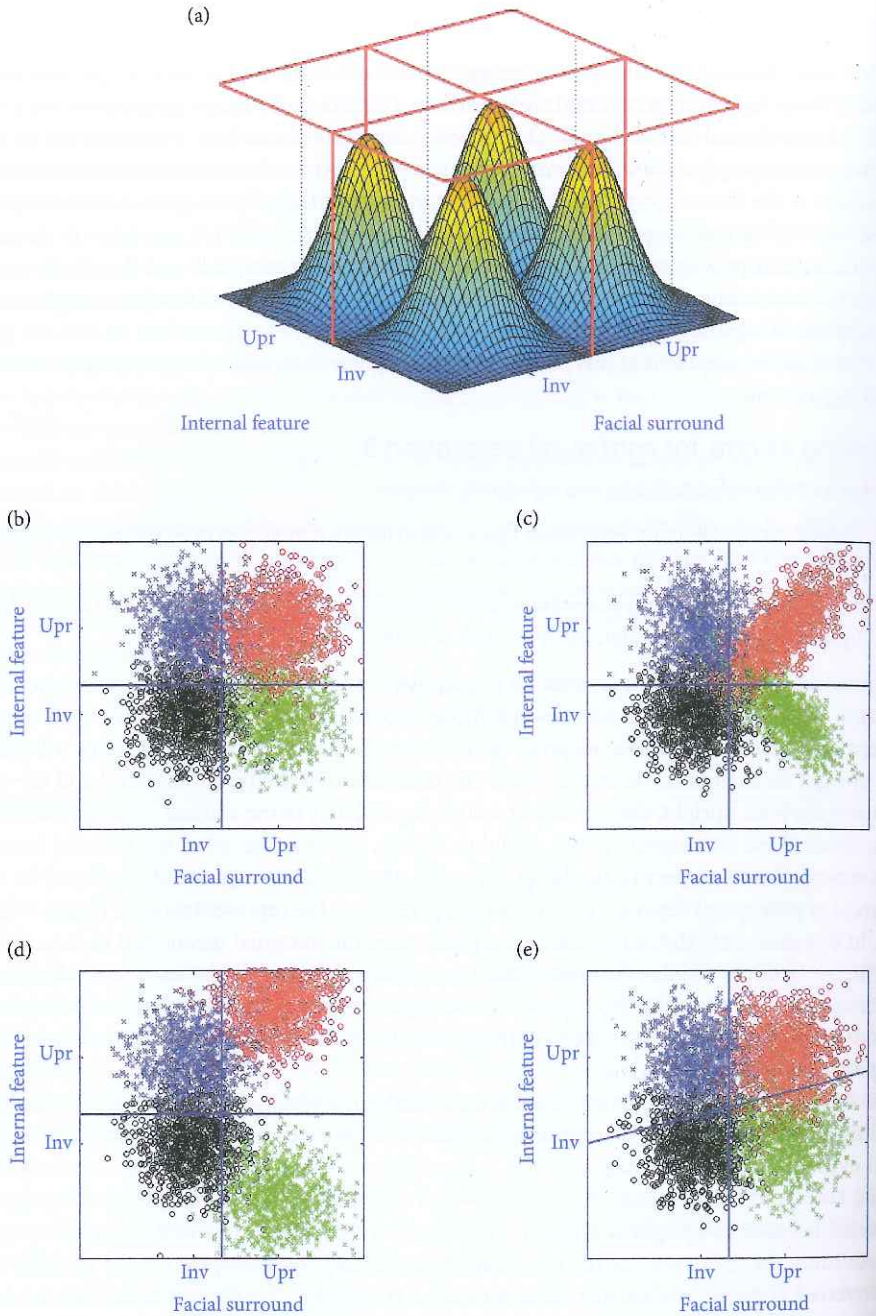 (a)
Upr
Upr
Inv
Inv
Internal feature
Facial surround
(b)
Internal feature
Upr
Inv
Inv
Upr
Facial surround
(c)
Internal feature
Upr
Inv
Inv
Upr
Facial surround
(d)
Internal feature
Upr
Inv
Inv
Upr
Facial surround
(e)
Internal feature
Upr
Inv
Inv
Upr
Facial surround